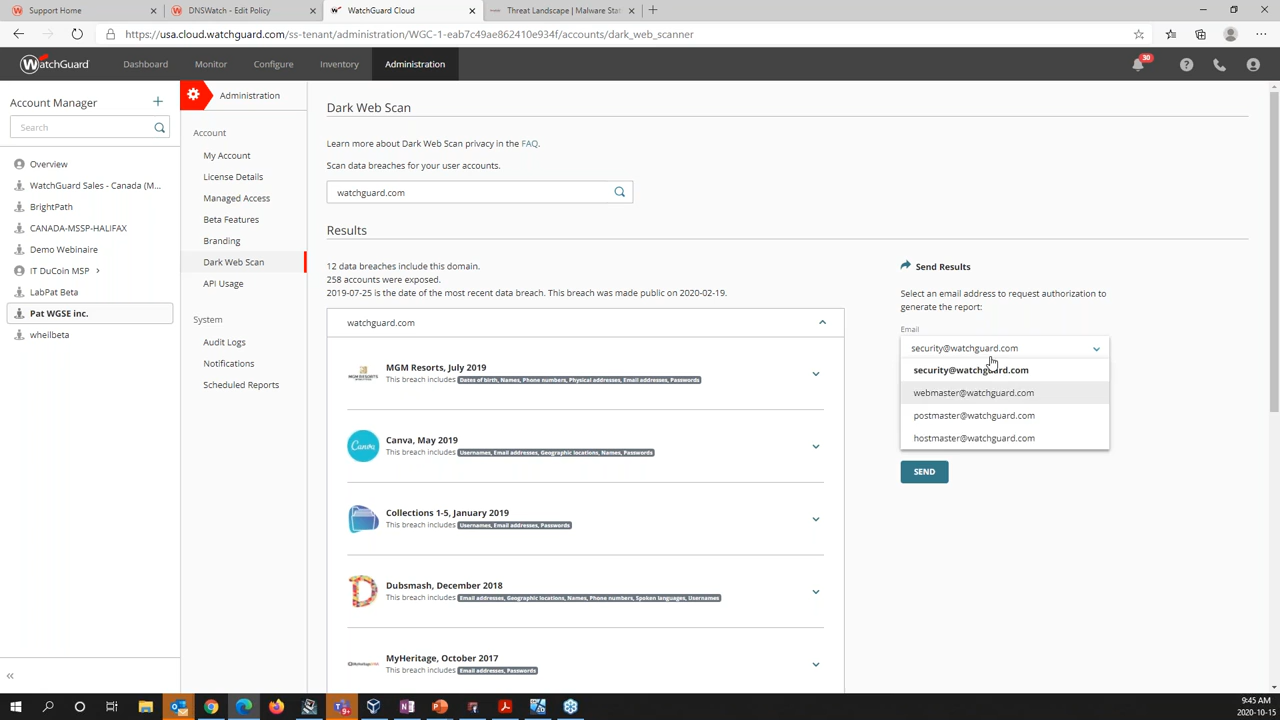 Support Home
DNSWatch - Edit Policy
WatchGuard Cloud
Threat Landscape | Malware Stat
https://usa.cloud.watchguard.com/ss-tenant/administration/WGC-1-eab7c49ae862410e934f/accounts/dark_web_scanner
WatchGuard
Dashboard
Monitor
Configure
Inventory
Administration
30
Account Manager
Search
Overview
WatchGuard Sales - Canada (M...
BrightPath
CANADA-MSSP-HALIFAX
Demo Webinaire
IT DuCoin MSP
LabPat Beta
Pat WGSE inc.
whellbeta
Administration
Account
My Account
License Details
Managed Access
Beta Features
Branding
Dark Web Scan
API Usage
System
Audit Logs
Notifications
Scheduled Reports
Dark Web Scan
Learn more about Dark Web Scan privacy in the FAQ.
Scan data breaches for your user accounts.
watchguard.com
Results
12 data breaches include this domain.
258 accounts were exposed.
2019-07-25 is the date of the most recent data breach. This breach was made public on 2020-02-19.
watchguard.com
MGM RESORTS
MGM Resorts, July 2019
This breach includes Dates of birth, Names, Phone numbers, Physical addresses, Email addresses, Passwords
Canva
Canva, May 2019
This breach includes Usernames, Email addresses, Geographic locations, Names, Passwords
Collections 1-5, January 2019
This breach includes Usernames, Email addresses, Passwords
Dubsmash, December 2018
This breach includes Email addresses, Geographic locations, Names, Phone numbers, Spoken languages, Usernames
MyHeritage, October 2017
This breach includes Email addresses, Passwords
Send Results
Select an email address to request authorization to
generate the report:
Email
security@watchguard.com
security@watchguard.com
webmaster@watchguard.com
postmaster@watchguard.com
hostmaster@watchguard.com
SEND
9:45 AM
2020-10-15